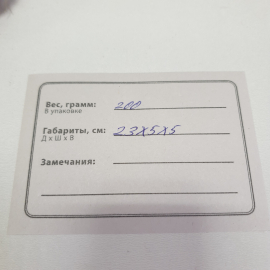 Вес, грамм: 200
В упаковке
Габариты, см: 23х5х5
Д х Ш х В
Замечания: